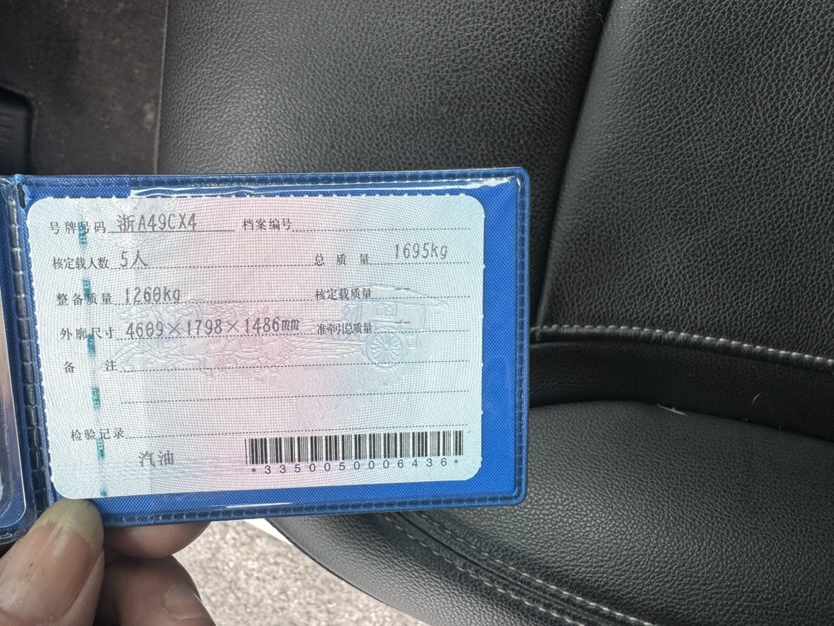 号牌号码 浙A49CX4 档案编号
核定载人数 5人 总质量 1695kg
整备质量 1260kg 核定载质量
外廓尺寸 4609×1798×1486mm 准牵引总质量
备注
检验记录
汽油
*3350050006436*